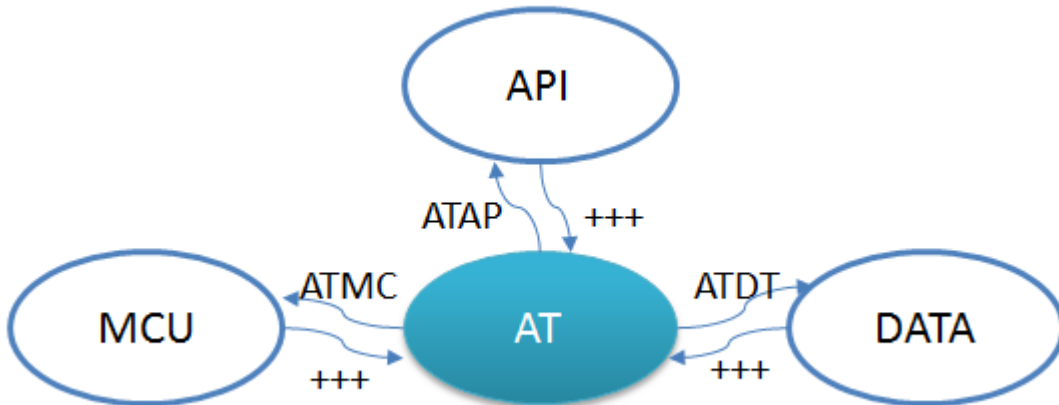 API
ATAP
+++
ATMC
ATDT
MCU
AT
DATA
+++
+++